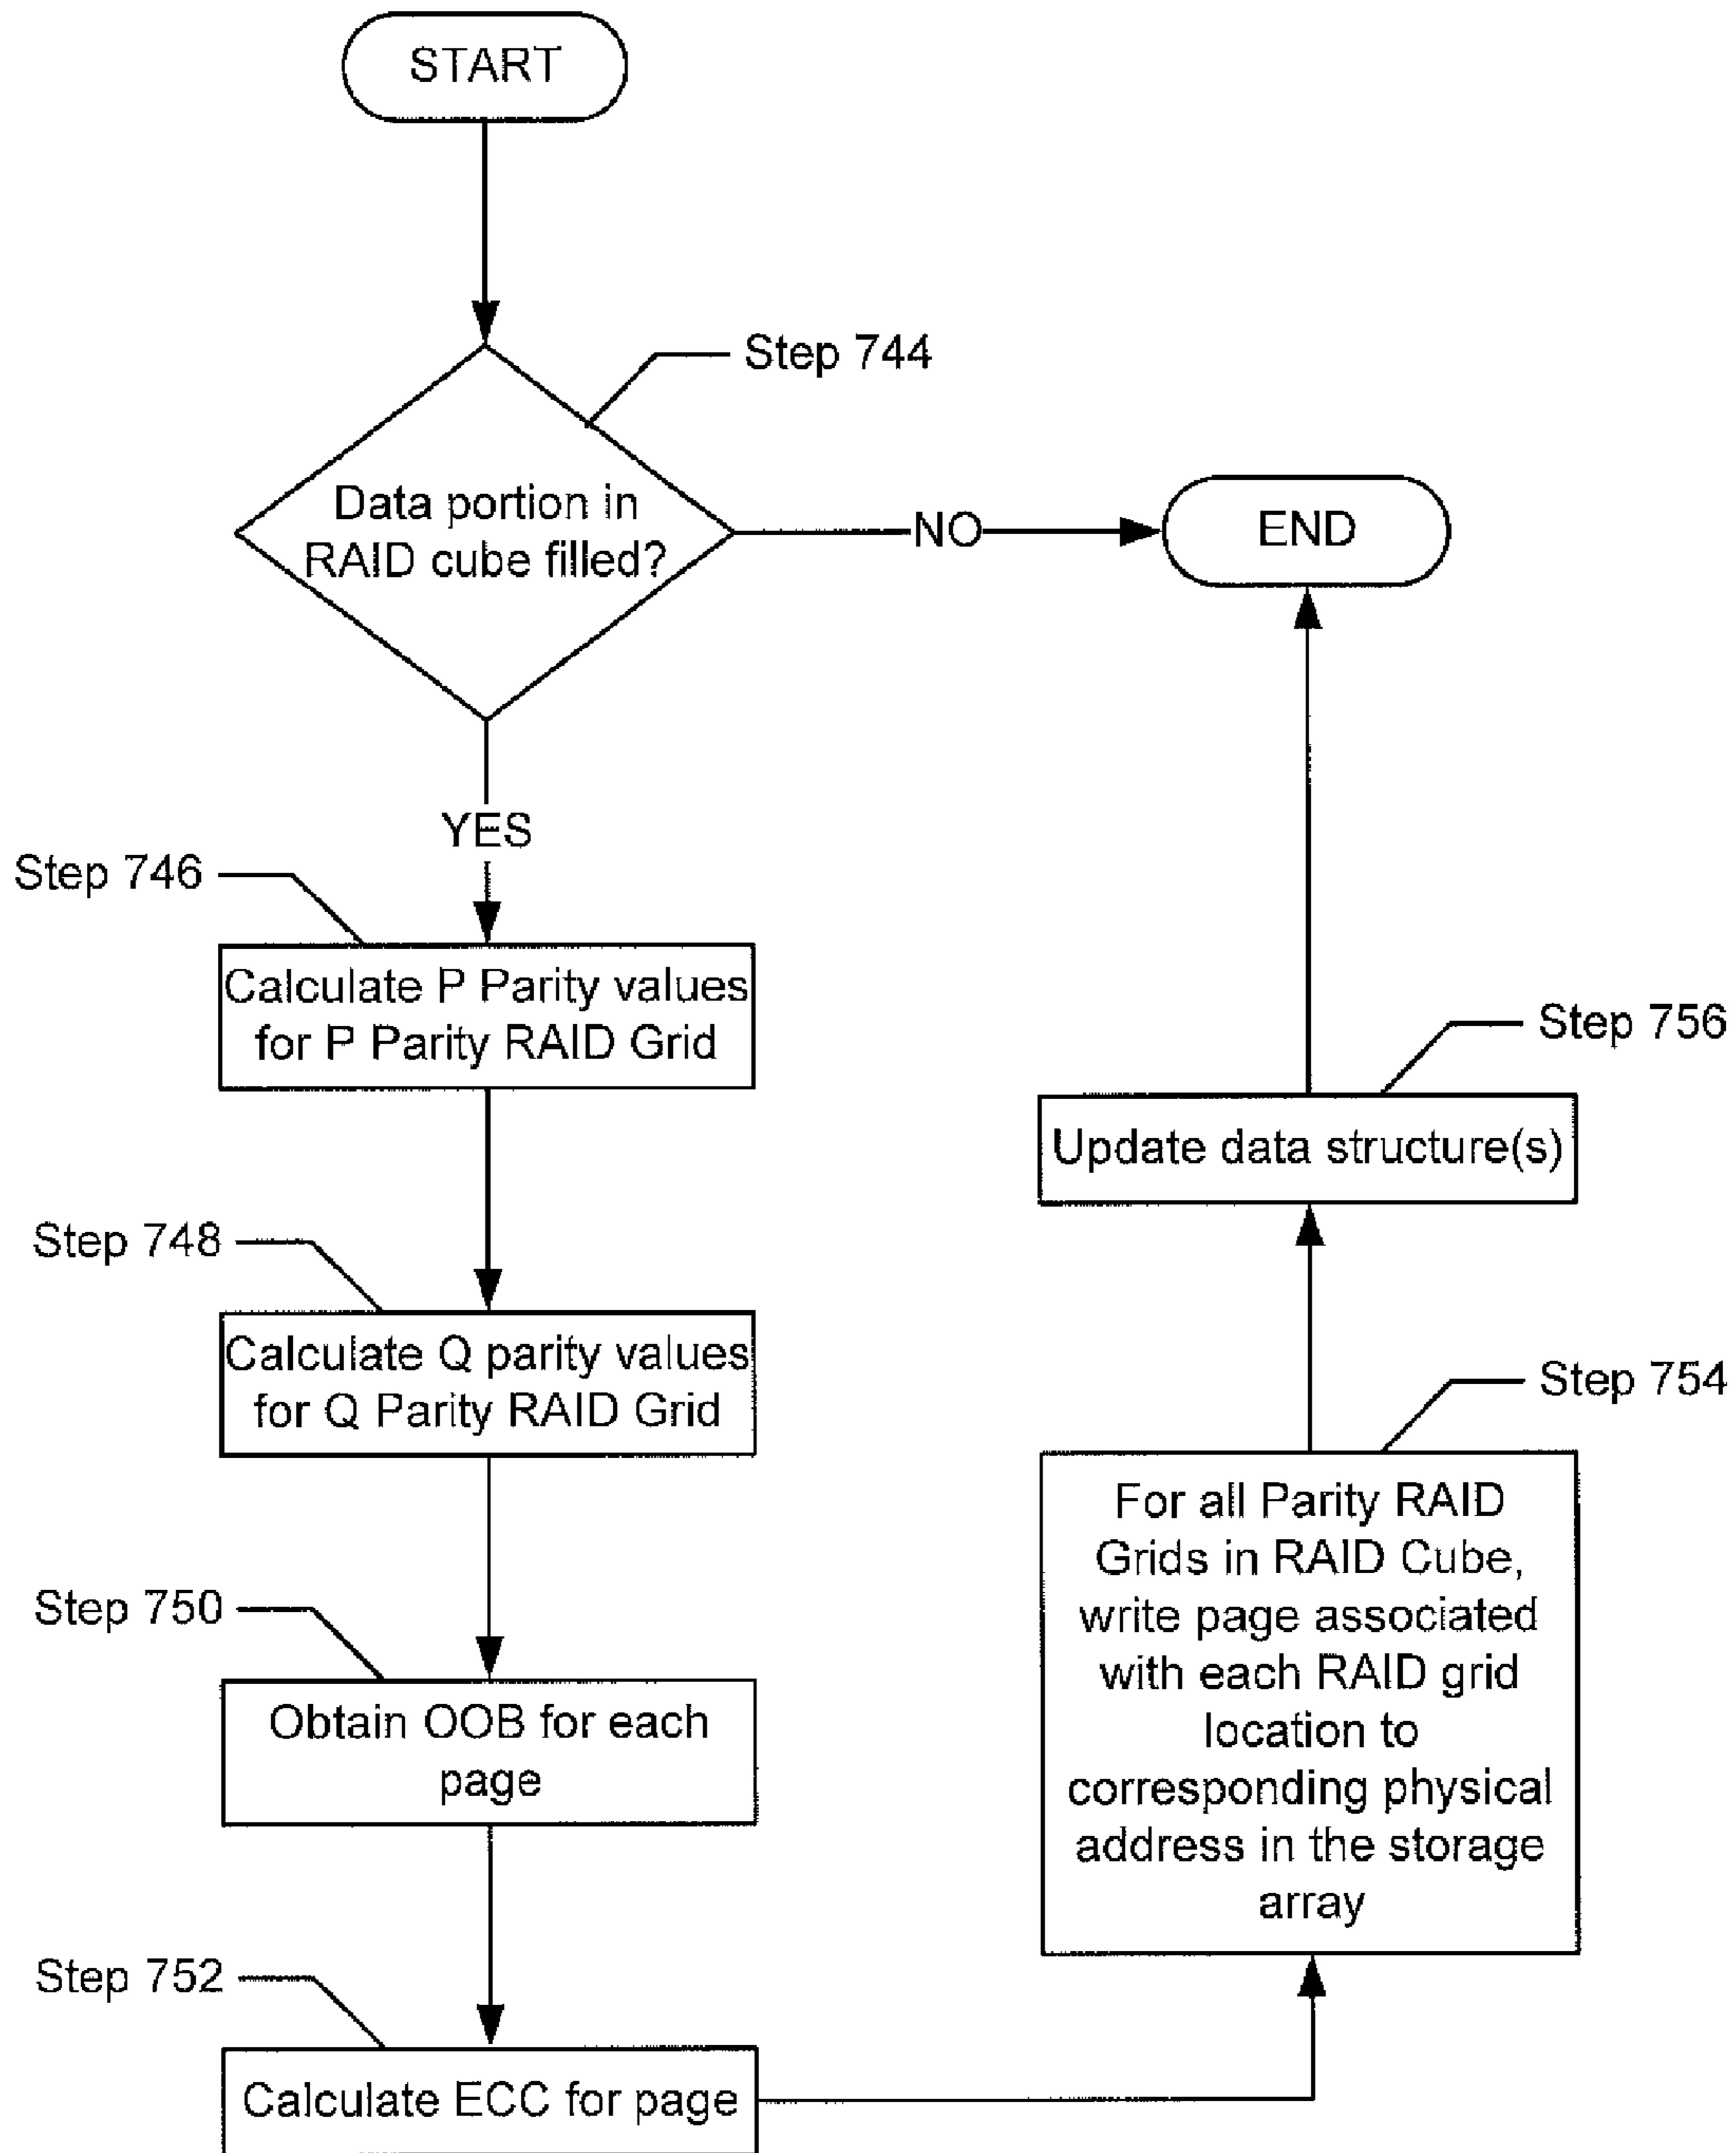 START
Step 744
Data portion in
RAID cube filled?
NO
END
YES
Step 746
Calculate P Parity values
for P Parity RAID Grid
Step 748
Calculate Q parity values
for Q Parity RAID Grid
Step 750
Obtain OOB for each
page
Step 752
Calculate ECC for page
Step 754
For all Parity RAID
Grids in RAID Cube,
write page associated
with each RAID grid
location to
corresponding physical
address in the storage
array
Step 756
Update data structure(s)